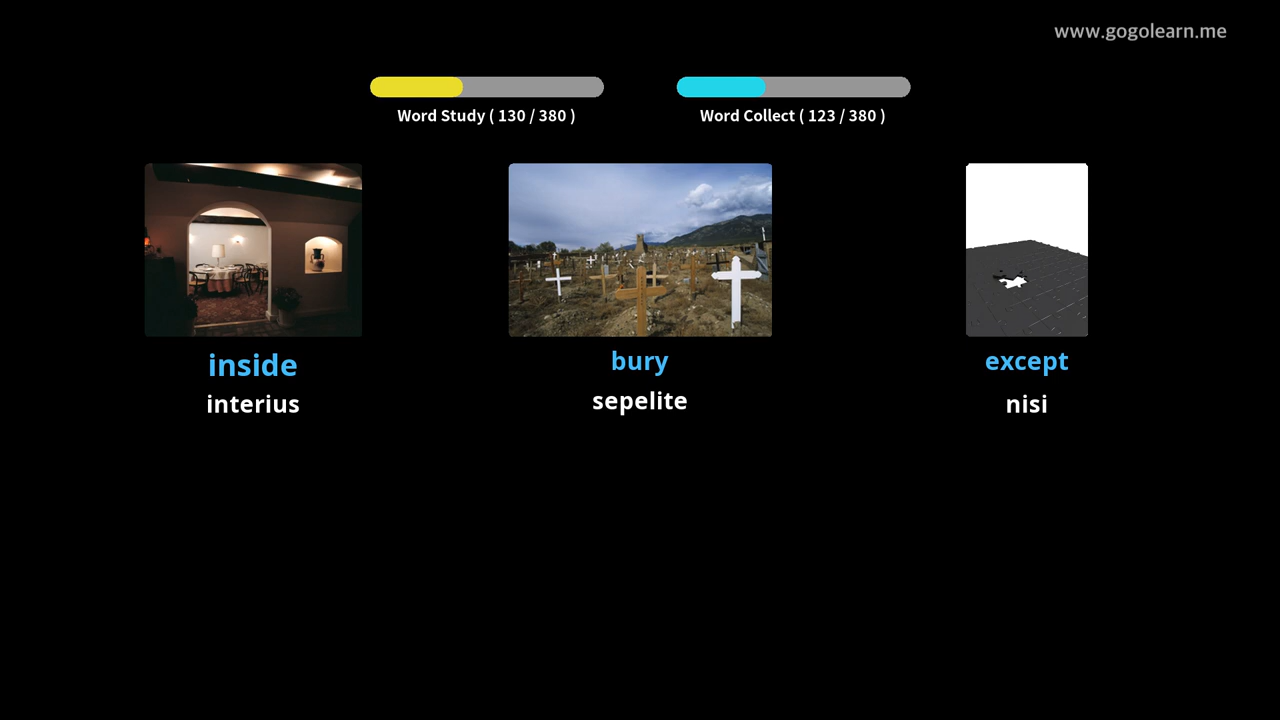 www.gogolearn.me
Word Study ( 130 / 380 )
Word Collect ( 123 / 380 )
inside
interius
bury
sepelite
except
nisi